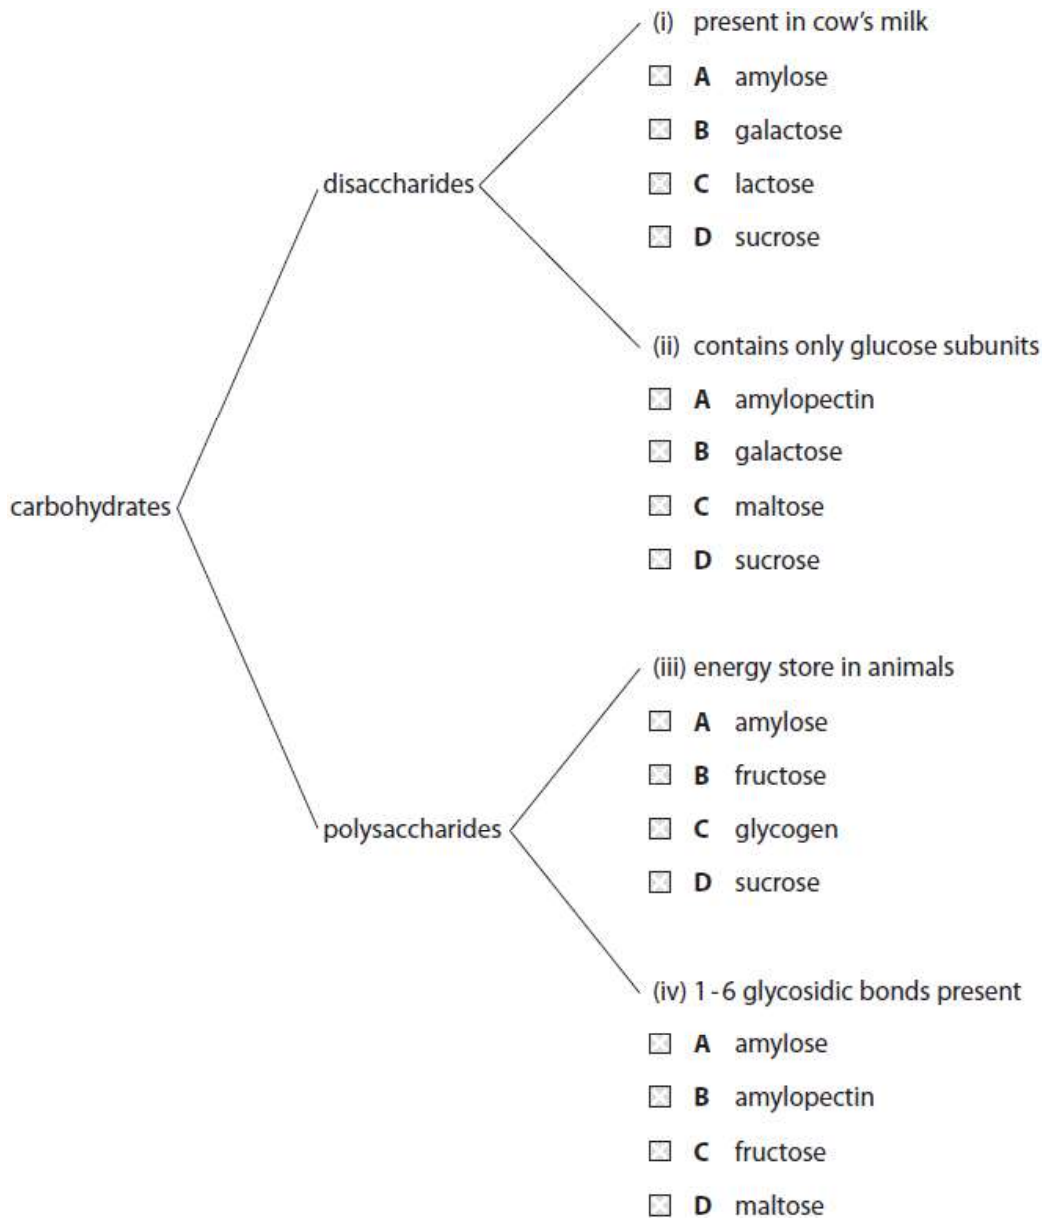 (i) present in cow's milk
A amylose
B galactose
disaccharides
C lactose
D sucrose
(ii) contains only glucose subunits
A amylopectin
B galactose
carbohydrates
C maltose
D sucrose
(iii) energy store in animals
A amylose
B fructose
polysaccharides
C glycogen
D sucrose
(iv) 1-6 glycosidic bonds present
A amylose
B amylopectin
C fructose
D maltose